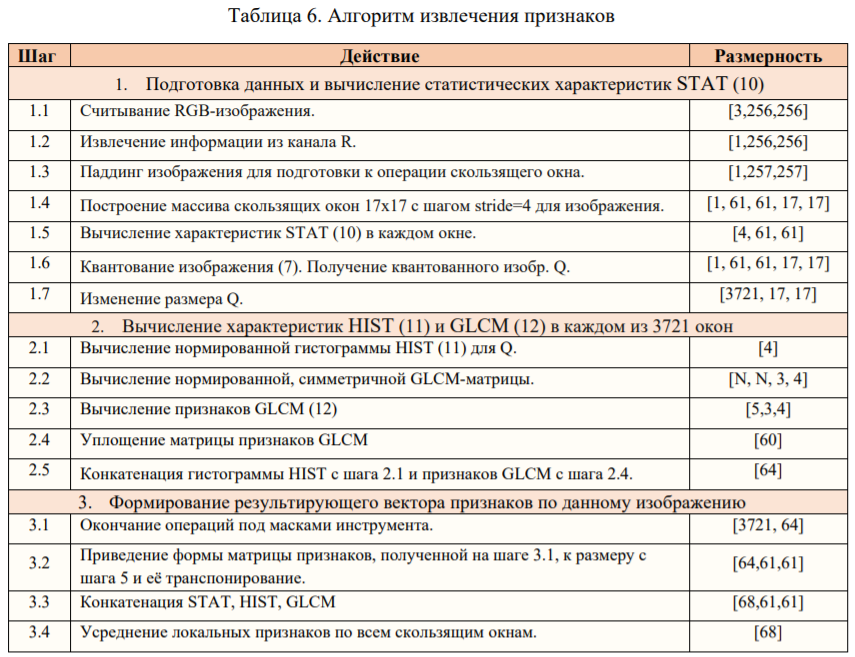 Таблица 6. Алгоритм извлечения признаков
Шаг Действие Размерность
1. Подготовка данных и вычисление статистических характеристик STAT (10)
1.1 Считывание RGB-изображения. [3,256,256]
1.2 Извлечение информации из канала R. [1,256,256]
1.3 Паддинг изображения для подготовки к операции скользящего окна. [1,257,257]
1.4 Построение массива скользящих окон 17x17 с шагом stride=4 для изображения. [1, 61, 61, 17, 17]
1.5 Вычисление характеристик STAT (10) в каждом окне. [4, 61, 61]
1.6 Квантование изображения (7). Получение квантованного изобр. Q. [1, 61, 61, 17, 17]
1.7 Изменение размера Q. [3721, 17, 17]
2. Вычисление характеристик HIST (11) и GLCM (12) в каждом из 3721 окон
2.1 Вычисление нормированной гистограммы HIST (11) для Q. [4]
2.2 Вычисление нормированной, симметричной GLCM-матрицы. [N, N, 3, 4]
2.3 Вычисление признаков GLCM (12) [5,3,4]
2.4 Уплощение матрицы признаков GLCM [60]
2.5 Конкатенация гистограммы HIST с шага 2.1 и признаков GLCM с шага 2.4. [64]
3. Формирование результирующего вектора признаков по данному изображению
3.1 Окончание операций под масками инструмента. [3721, 64]
3.2 Приведение формы матрицы признаков, полученной на шаге 3.1, к размеру с
шага 5 и её транспонирование. [64,61,61]
3.3 Конкатенация STAT, HIST, GLCM [68,61,61]
3.4 Усреднение локальных признаков по всем скользящим окнам. [68]